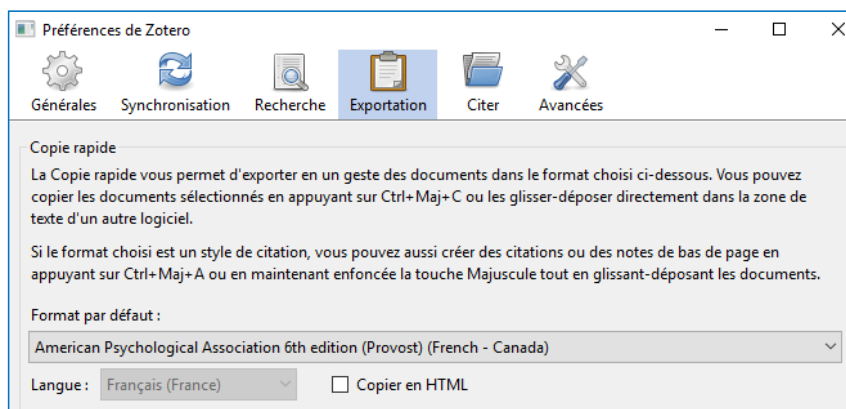 Préférences de Zotero
Générales Synchronisation Recherche Exportation Citer Avancées
Copie rapide
La Copie rapide vous permet d'exporter en un geste des documents dans le format choisi ci-dessous. Vous pouvez
copier les documents sélectionnés en appuyant sur Ctrl+Maj+C ou les glisser-déposer directement dans la zone de
texte d'un autre logiciel.
Si le format choisi est un style de citation, vous pouvez aussi créer des citations ou des notes de bas de page en
appuyant sur Ctrl+Maj+A ou en maintenant enfoncée la touche Majuscule tout en glissant-déposant les documents.
Format par défaut :
American Psychological Association 6th edition (Provost) (French - Canada)
Langue : Français (France) Copier en HTML